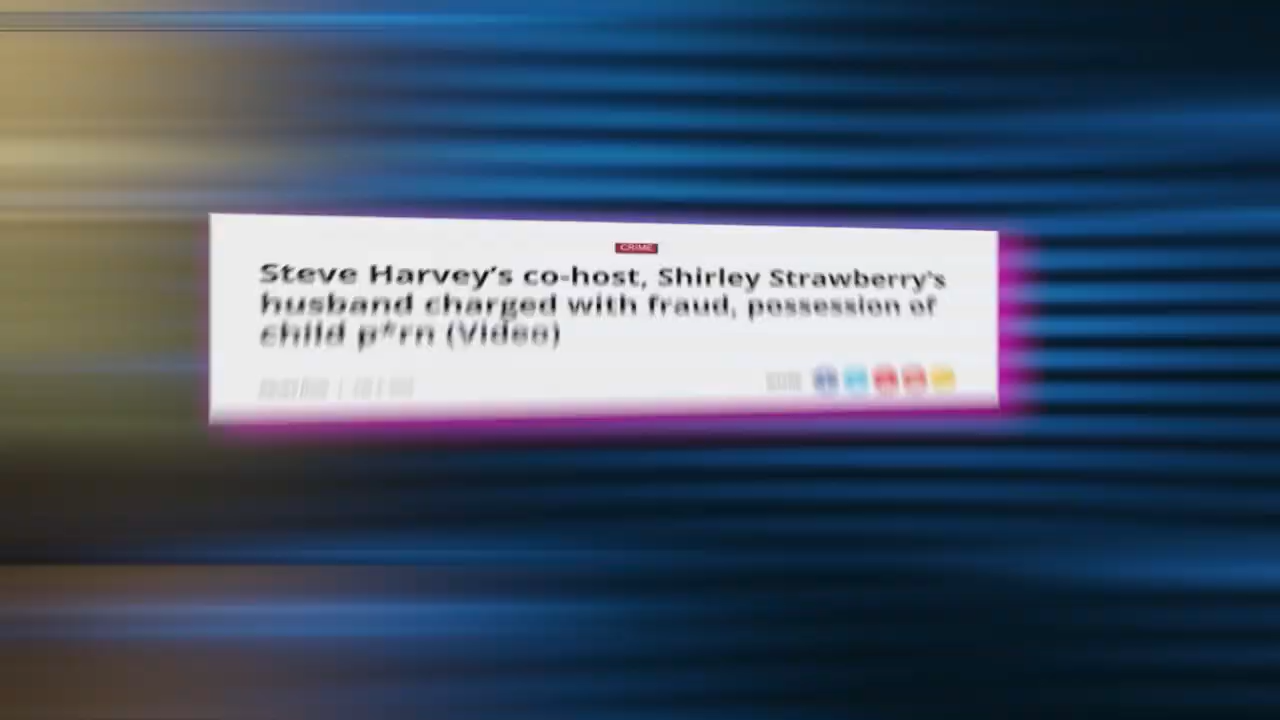 CRIME
Steve Harvey's co-host, Shirley Strawberry's
husband charged with fraud, possession of
child p*rn (Video)